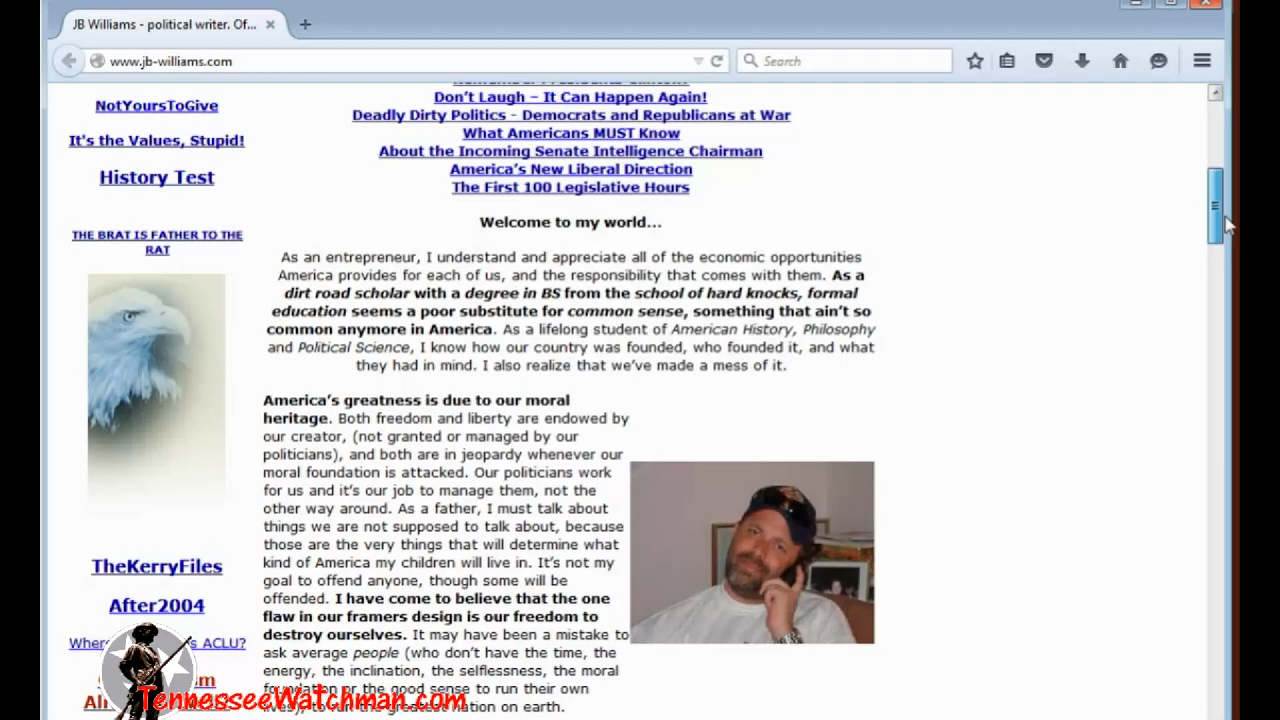 JB Williams - political writer. Of...
www.jb-williams.com
Search
NotYoursToGive
It's the Values, Stupid!
History Test
THE BRAT IS FATHER TO THE
RAT
TheKerryFiles
After2004
ACLU?
Don't Laugh – It Can Happen Again!
Deadly Dirty Politics - Democrats and Republicans at War
What Americans MUST Know
About the Incoming Senate Intelligence Chairman
America's New Liberal Direction
The First 100 Legislative Hours
Welcome to my world...
As an entrepreneur, I understand and appreciate all of the economic opportunities
America provides for each of us, and the responsibility that comes with them. As a
dirt road scholar with a degree in BS from the school of hard knocks, formal
education seems a poor substitute for common sense, something that ain't so
common anymore in America. As a lifelong student of American History, Philosophy
and Political Science, I know how our country was founded, who founded it, and what
they had in mind. I also realize that we've made a mess of it.
America's greatness is due to our moral
heritage. Both freedom and liberty are endowed by
our creator, (not granted or managed by our
politicians), and both are in jeopardy whenever our
moral foundation is attacked. Our politicians work
for us and it's our job to manage them, not the
other way around. As a father, I must talk about
things we are not supposed to talk about, because
those are the very things that will determine what
kind of America my children will live in. It's not my
goal to offend anyone, though some will be
offended. I have come to believe that the one
flaw in our framers design is our freedom to
destroy ourselves. It may have been a mistake to
ask average people (who don't have the time, the
energy, the inclination, the selflessness, the moral
foundation or the good sense to run their own
lives), to run the greatest nation on earth.
TennesseeWatchman.com